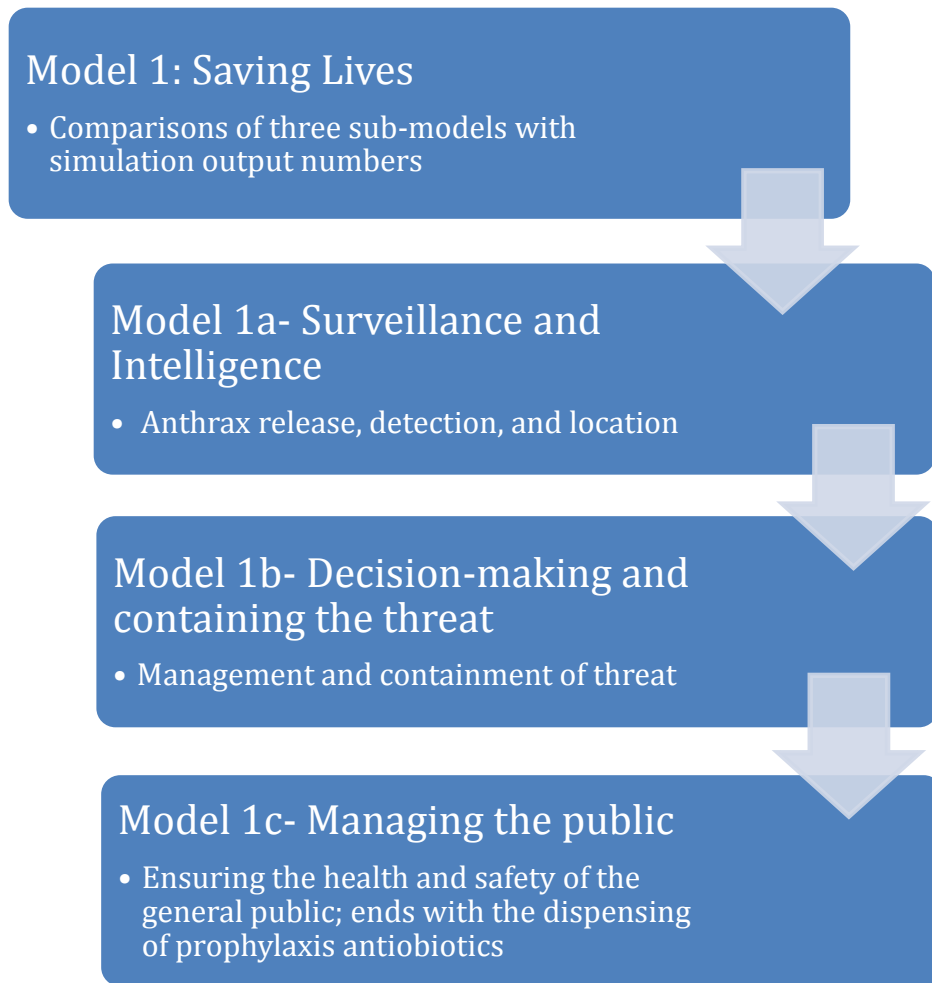 Model 1: Saving Lives
• Comparisons of three sub-models with
simulation output numbers
Model 1a- Surveillance and
Intelligence
• Anthrax release, detection, and location
Model 1b- Decision-making and
containing the threat
• Management and containment of threat
Model 1c- Managing the public
• Ensuring the health and safety of the
general public; ends with the dispensing
of prophylaxis antiobiotics